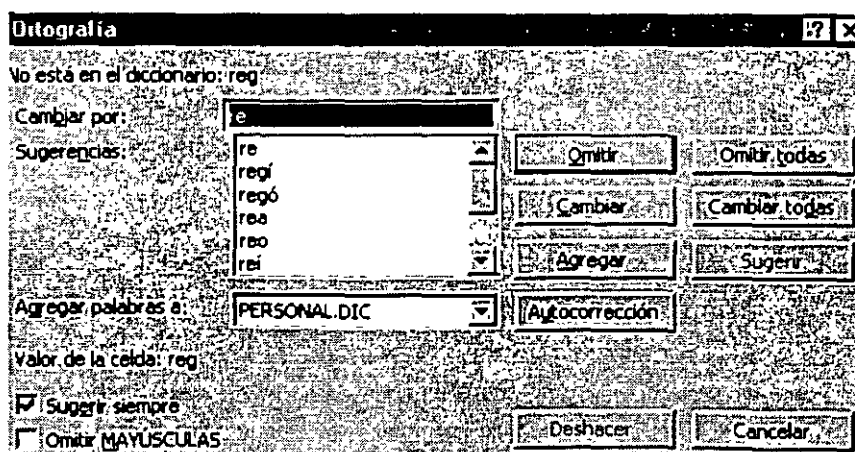 Ortografía
No está en el diccionario: reg
Cambiar por: re
Sugerencias:
re
regí
regó
rea
reo
reí
Omitir Omitir todas
Cambiar Cambiar todas
Agregar Sugerir
Agregar palabras a: PERSONAL.DIC Autocorrección
Valor de la celda: reg
Sugerir siempre
Omitir MAYUSCULAS
Deshacer Cancelar